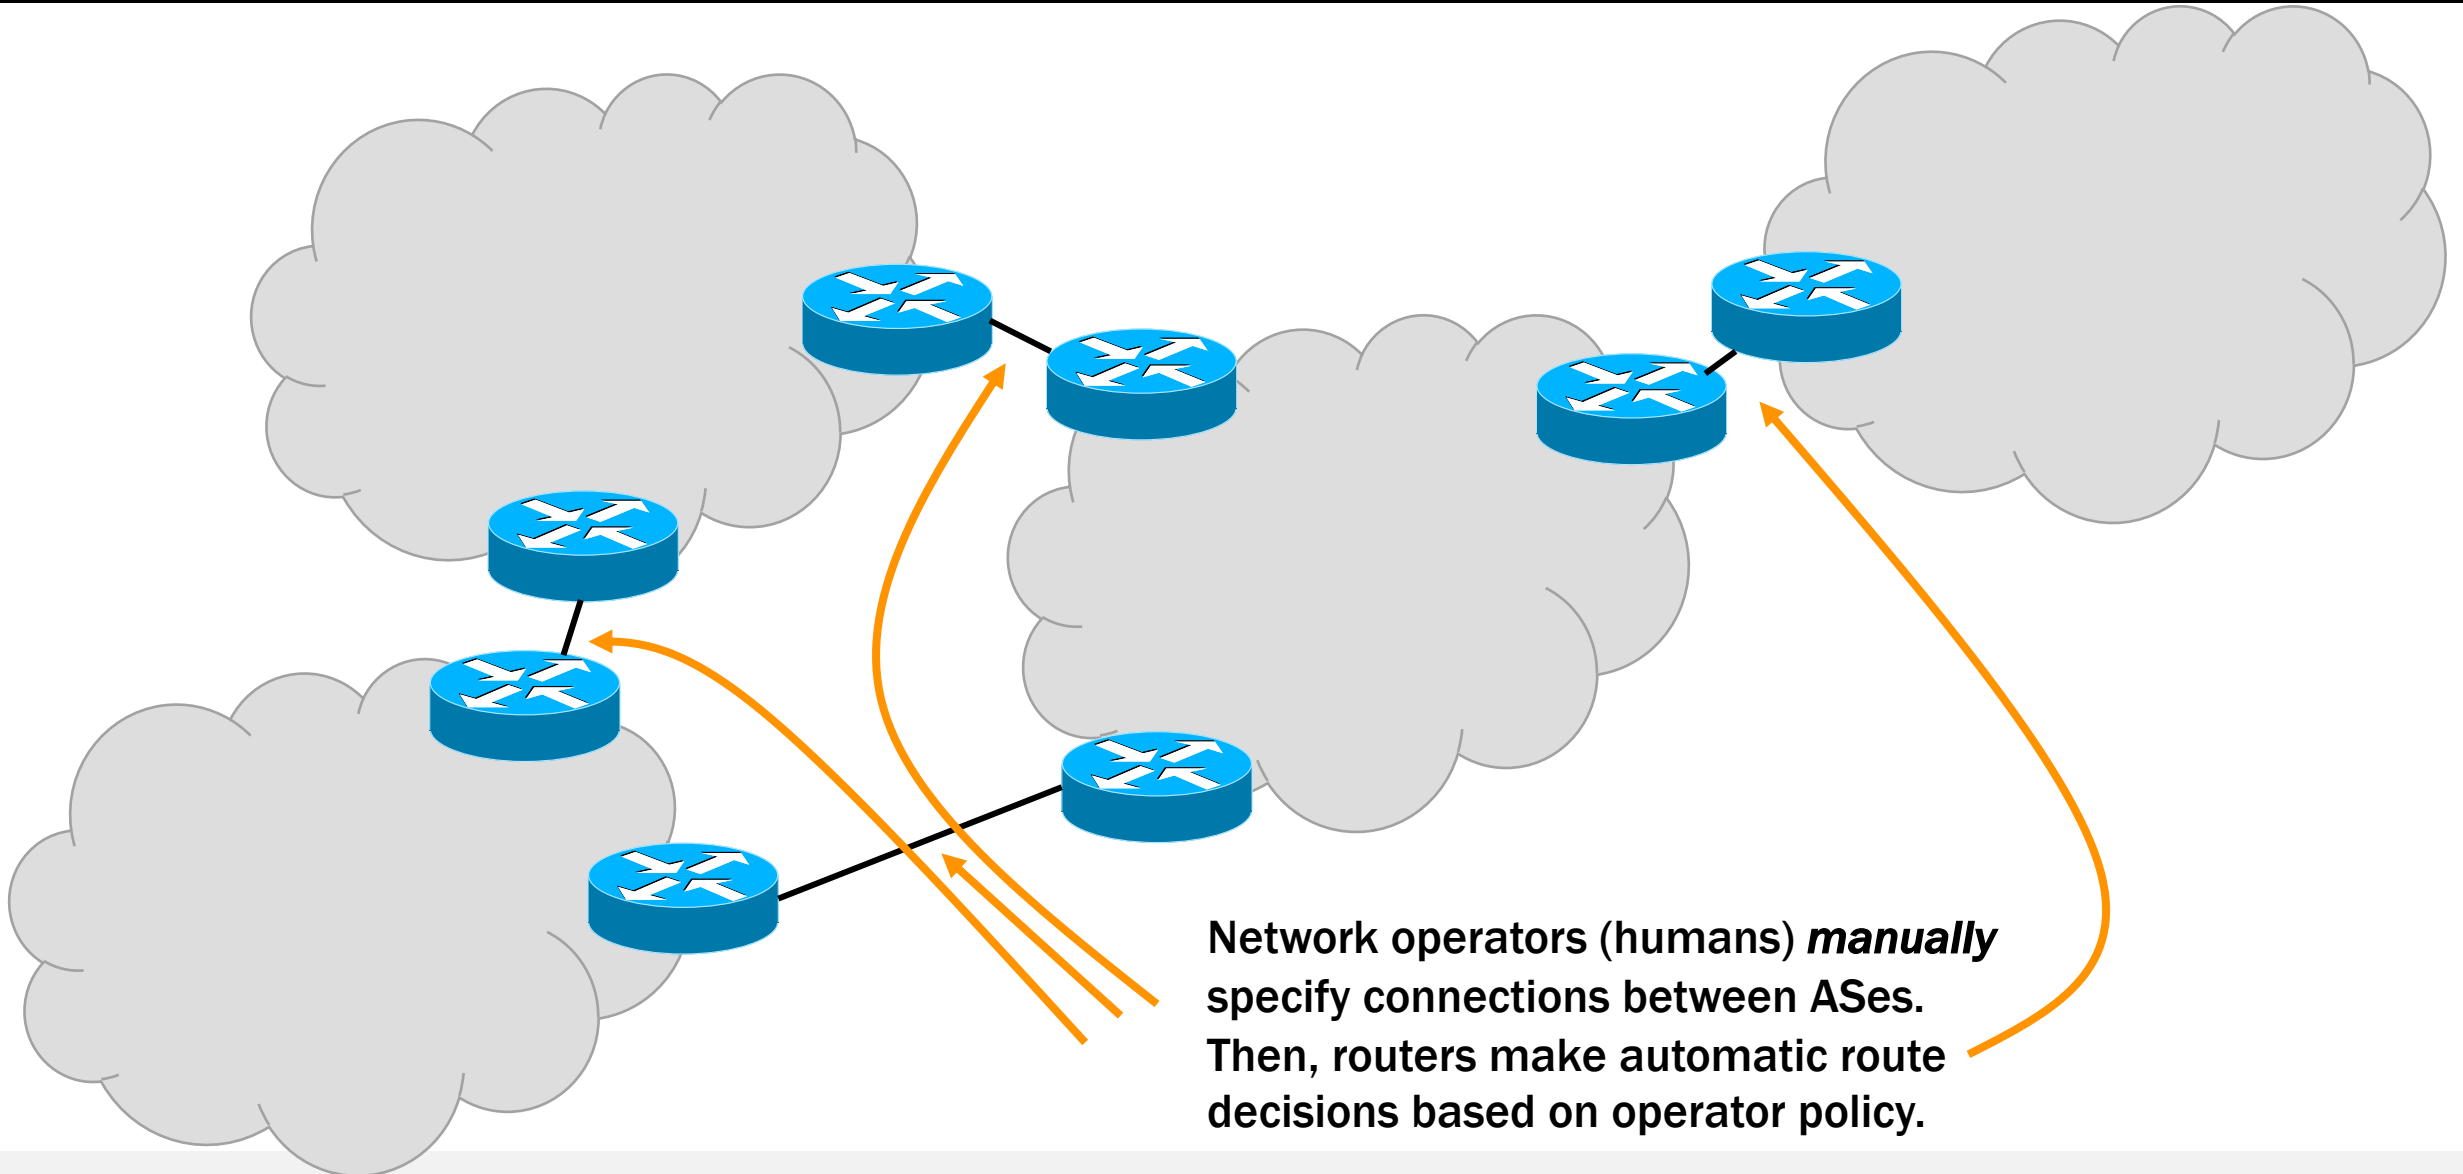 Network operators (humans) manually
specify connections between ASes.
Then, routers make automatic route
decisions based on operator policy.